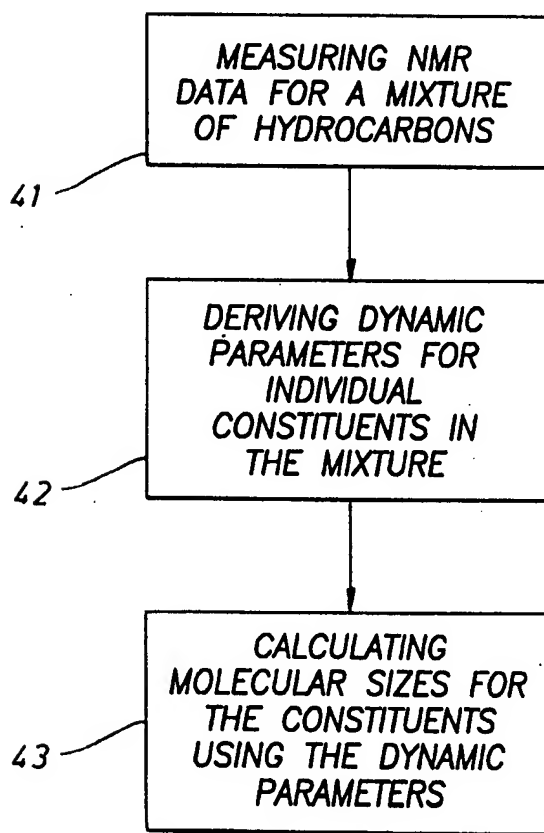 MEASURING NMR
DATA FOR A MIXTURE
OF HYDROCARBONS
41
DERIVING DYNAMIC
PARAMETERS FOR
INDIVIDUAL
CONSTITUENTS IN
THE MIXTURE
42
CALCULATING
MOLECULAR SIZES FOR
THE CONSTITUENTS
USING THE DYNAMIC
PARAMETERS
43